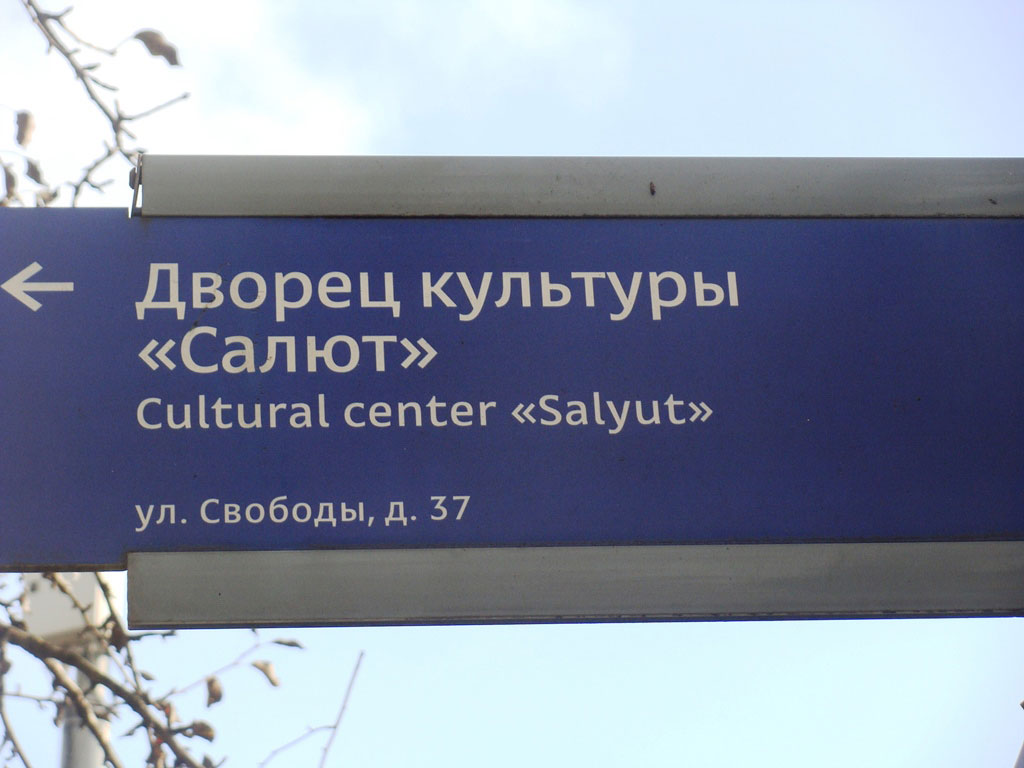 Дворец культуры
«Салют»
Cultural center «Salyut»
ул. Свободы, д. 37